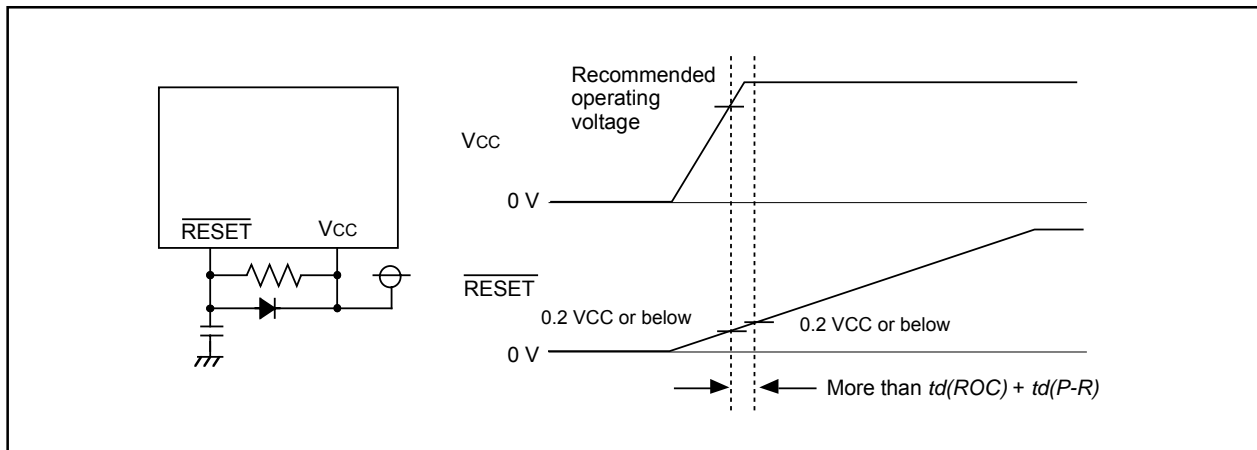 RESET
VCC
Recommended
operating
voltage
VCC
0 V
RESET
0.2 VCC or below
0.2 VCC or below
0 V
More than td(ROC) + td(P-R)